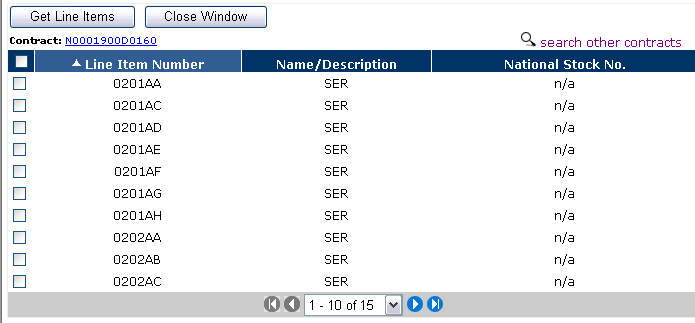 Get Line Items Close Window
Contract: N0001900D0160 search other contracts
Line Item Number Name/Description National Stock No.
0201AA SER n/a
0201AC SER n/a
0201AD SER n/a
0201AE SER n/a
0201AF SER n/a
0201AG SER n/a
0201AH SER n/a
0202AA SER n/a
0202AB SER n/a
0202AC SER n/a
1 - 10 of 15